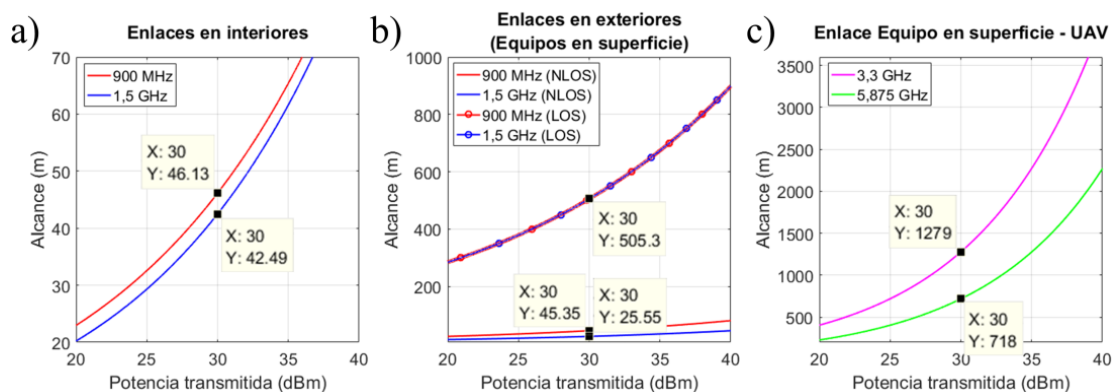 a)
Enlaces en interiores
70
60
50
40
30
20
Alcance (m)
900 MHz
1,5 GHz
X: 30
Y: 46.13
X: 30
Y: 42.49
20 25 30 35 40
Potencia transmitida (dBm)
b)
Enlaces en exteriores
(Equipos en superficie)
1000
800
600
400
200
Alcance (m)
900 MHz (NLOS)
1,5 GHz (NLOS)
900 MHz (LOS)
1,5 GHz (LOS)
X: 30
Y: 505.3
X: 30
Y: 45.35
X: 30
Y: 25.55
20 25 30 35 40
Potencia transmitida (dBm)
c)
Enlace Equipo en superficie - UAV
3500
3000
2500
2000
1500
1000
500
Alcance (m)
3,3 GHz
5,875 GHz
X: 30
Y: 1279
X: 30
Y: 718
20 25 30 35 40
Potencia transmitida (dBm)